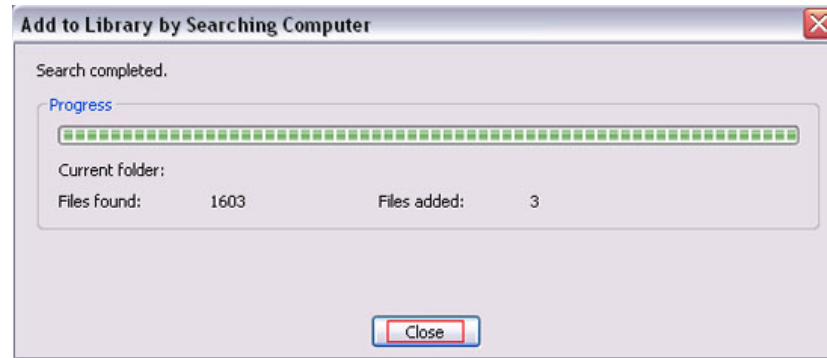 Add to Library by Searching Computer
Search completed.
Progress
Current folder:
Files found: 1603 Files added: 3
Close